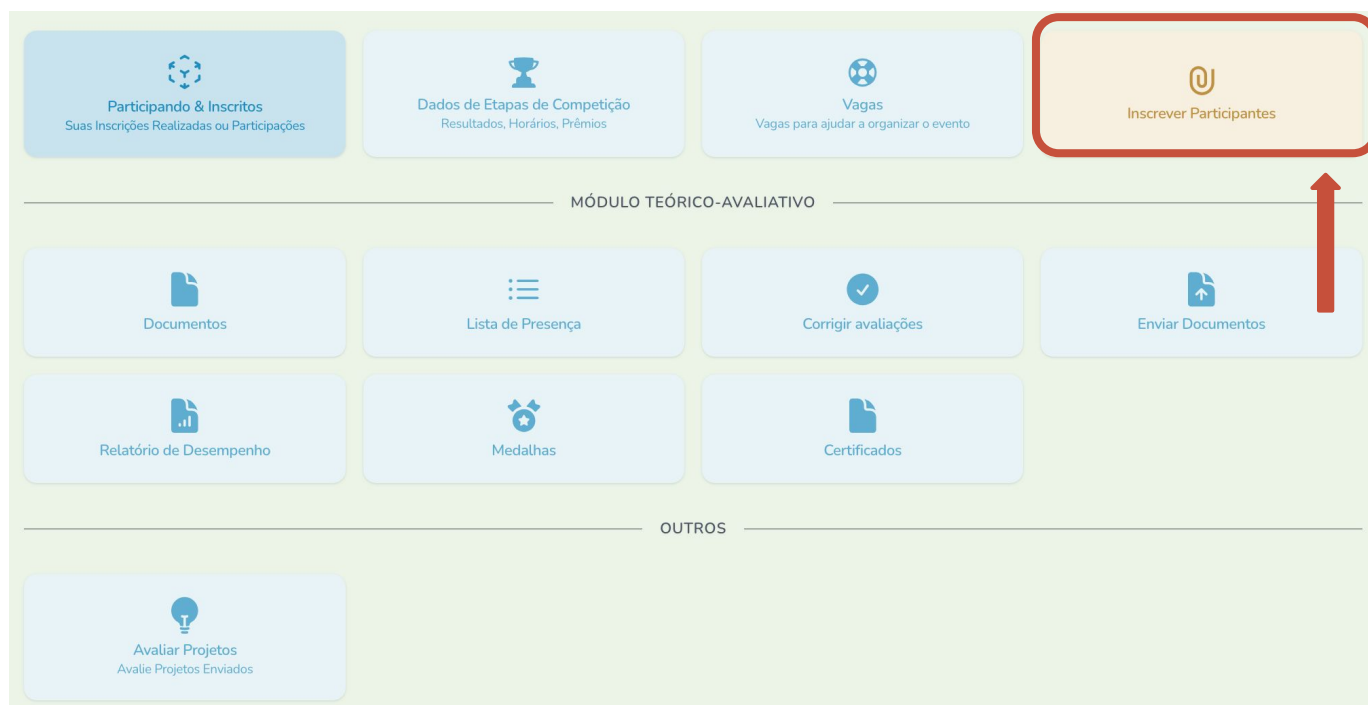 Participando & Inscritos
Suas Inscrições Realizadas ou Participações
Dados de Etapas de Competição
Resultados, Horários, Prêmios
Vagas
Vagas para ajudar a organizar o evento
Inscrever Participantes
MÓDULO TEÓRICO-AVALIATIVO
Documentos
Lista de Presença
Corrigir avaliações
Enviar Documentos
Relatório de Desempenho
Medalhas
Certificados
OUTROS
Avaliar Projetos
Avalie Projetos Enviados